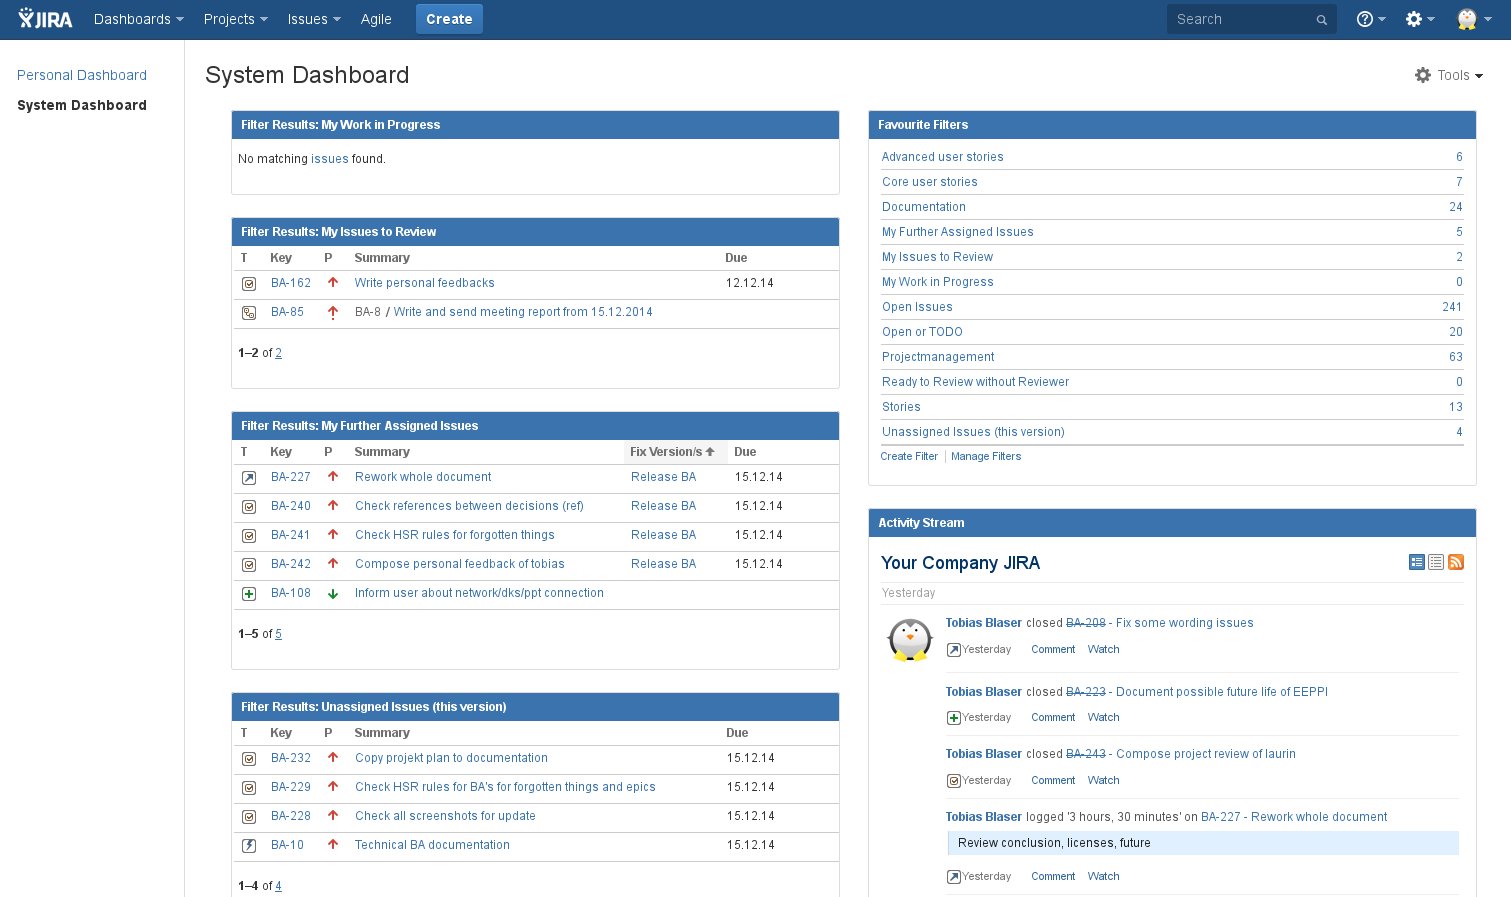 JIRA Dashboards Projects Issues Agile Create Search
Personal Dashboard
System Dashboard
System Dashboard
Tools
Filter Results: My Work in Progress
No matching issues found.
Filter Results: My Issues to Review
T Key P Summary Due
BA-162 Write personal feedbacks 12.12.14
BA-85 BA-8 / Write and send meeting report from 15.12.2014
1–2 of 2
Filter Results: My Further Assigned Issues
T Key P Summary Fix Version/s Due
BA-227 Rework whole document Release BA 15.12.14
BA-240 Check references between decisions (ref) Release BA 15.12.14
BA-241 Check HSR rules for forgotten things Release BA 15.12.14
BA-242 Compose personal feedback of tobias Release BA 15.12.14
BA-108 Inform user about network/dks/ppt connection
1–5 of 5
Filter Results: Unassigned Issues (this version)
T Key P Summary Due
BA-232 Copy projekt plan to documentation 15.12.14
BA-229 Check HSR rules for BA's for forgotten things and epics 15.12.14
BA-228 Check all screenshots for update 15.12.14
BA-10 Technical BA documentation 15.12.14
1–4 of 4
Favourite Filters
Advanced user stories 6
Core user stories 7
Documentation 24
My Further Assigned Issues 5
My Issues to Review 2
My Work in Progress 0
Open Issues 241
Open or TODO 20
Projectmanagement 63
Ready to Review without Reviewer 0
Stories 13
Unassigned Issues (this version) 4
Create Filter Manage Filters
Activity Stream
Your Company JIRA
Yesterday
Tobias Blaser closed BA-208 - Fix some wording issues
Yesterday Comment Watch
Tobias Blaser closed BA-223 - Document possible future life of EEPPI
Yesterday Comment Watch
Tobias Blaser closed BA-243 - Compose project review of laurin
Yesterday Comment Watch
Tobias Blaser logged '3 hours, 30 minutes' on BA-227 - Rework whole document
Review conclusion, licenses, future
Yesterday Comment Watch